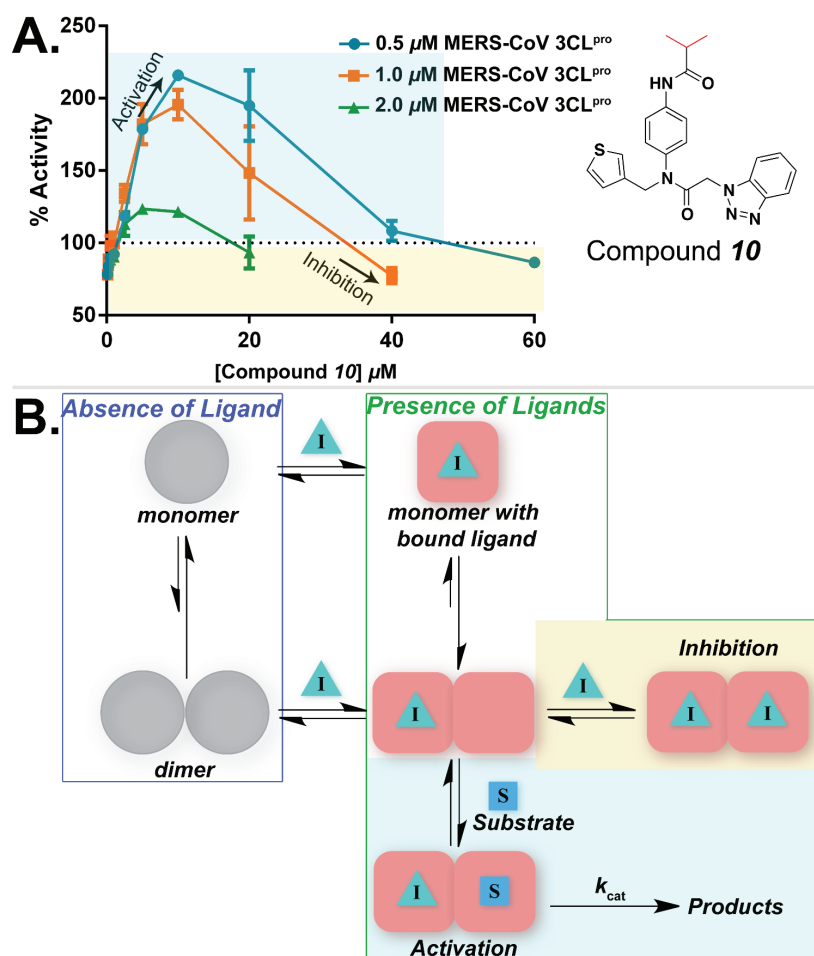 A.
250
200
150
100
50
% Activity
Activation
Inhibition
0.5 µM MERS-CoV 3CLᵖʳᵒ
1.0 µM MERS-CoV 3CLᵖʳᵒ
2.0 µM MERS-CoV 3CLᵖʳᵒ
0 20 40 60
[Compound 10] µM
HN
O
S
N
O
N
N
N
Compound 10
B.
Absence of Ligand
Presence of Ligands
I
I
monomer
monomer with
bound ligand
Inhibition
I
I
I
I
I
dimer
S
Substrate
I
S
k cat
Products
Activation